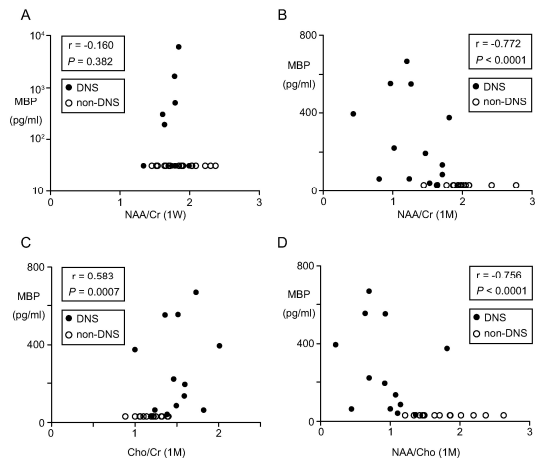 A
10⁴
10³
10²
10
MBP
(pg/ml)
r = -0.160
P = 0.382
DNS
non-DNS
0 1 2 3
NAA/Cr (1W)
B
800
400
0
MBP
(pg/ml)
r = -0.772
P < 0.0001
DNS
non-DNS
0 1 2 3
NAA/Cr (1M)
C
800
400
0
MBP
(pg/ml)
r = 0.583
P = 0.0007
DNS
non-DNS
0 1 2
Cho/Cr (1M)
D
800
400
0
MBP
(pg/ml)
r = -0.756
P < 0.0001
DNS
non-DNS
0 1 2 3
NAA/Cho (1M)